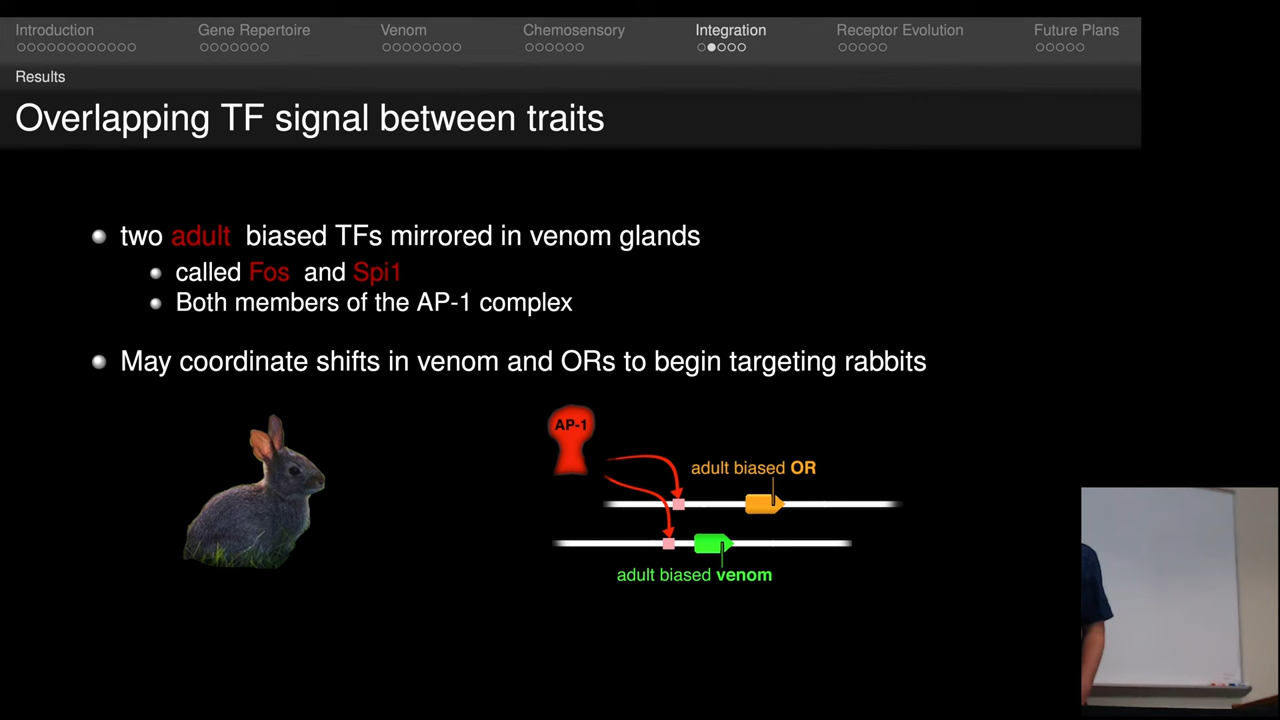 Introduction Gene Repertoire Venom Chemosensory Integration Receptor Evolution Future Plans
Results
Overlapping TF signal between traits
two adult biased TFs mirrored in venom glands
called Fos and Spi1
Both members of the AP-1 complex
May coordinate shifts in venom and ORs to begin targeting rabbits
AP-1
adult biased OR
adult biased venom